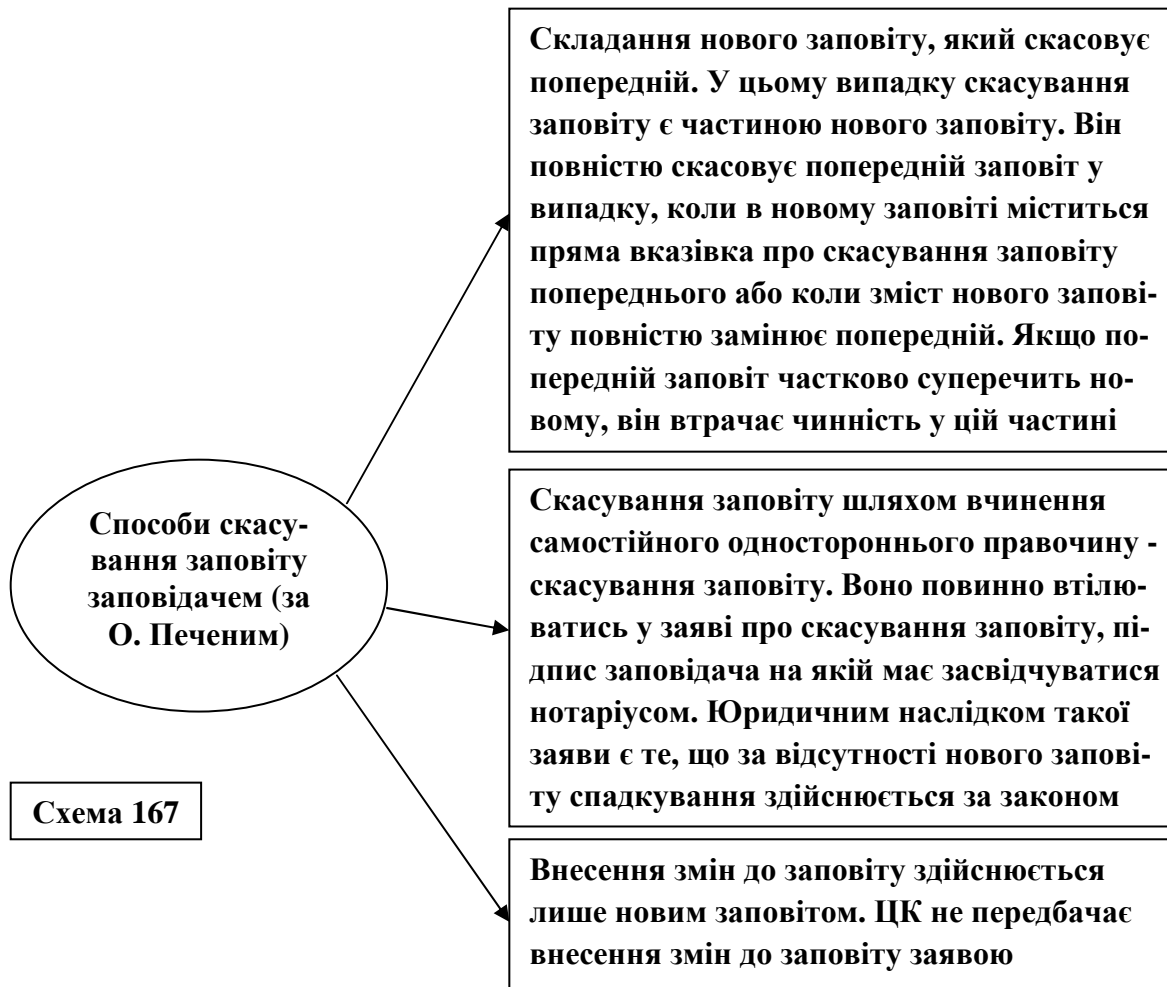 Складання нового заповіту, який скасовує
попередній. У цьому випадку скасування
заповіту є частиною нового заповіту. Він
повністю скасовує попередній заповіт у
випадку, коли в новому заповіті міститься
пряма вказівка про скасування заповіту
попереднього або коли зміст нового запові-
ту повністю замінює попередній. Якщо по-
передній заповіт частково суперечить но-
вому, він втрачає чинність у цій частині
Способи скасу-
вання заповіту
заповідачем (за
О. Печеним)
Скасування заповіту шляхом вчинення
самостійного одностороннього правочину -
скасування заповіту. Воно повинно втілю-
ватись у заяві про скасування заповіту, пі-
дпис заповідача на якій має засвідчуватися
нотаріусом. Юридичним наслідком такої
заяви є те, що за відсутності нового запові-
ту спадкування здійснюється за законом
Схема 167
Внесення змін до заповіту здійснюється
лише новим заповітом. ЦК не передбачає
внесення змін до заповіту заявою